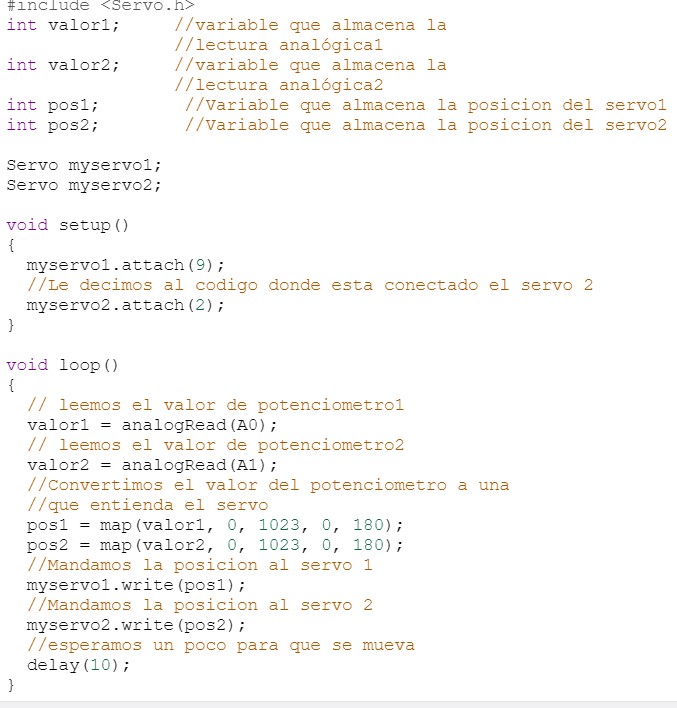 #include <Servo.h>
int valor1;     //variable que almacena la
                //lectura analógica1
int valor2;     //variable que almacena la
                //lectura analógica2
int pos1;        //Variable que almacena la posicion del servo1
int pos2;        //Variable que almacena la posicion del servo2

Servo myservo1;
Servo myservo2;

void setup()
{
  myservo1.attach(9);
  //Le decimos al codigo donde esta conectado el servo 2
  myservo2.attach(2);
}

void loop()
{
  // leemos el valor de potenciometro1
  valor1 = analogRead(A0);
  // leemos el valor de potenciometro2
  valor2 = analogRead(A1);
  //Convertimos el valor del potenciometro a una
  //que entienda el servo
  pos1 = map(valor1, 0, 1023, 0, 180);
  pos2 = map(valor2, 0, 1023, 0, 180);
  //Mandamos la posicion al servo 1
  myservo1.write(pos1);
  //Mandamos la posicion al servo 2
  myservo2.write(pos2);
  //esperamos un poco para que se mueva
  delay(10);
}